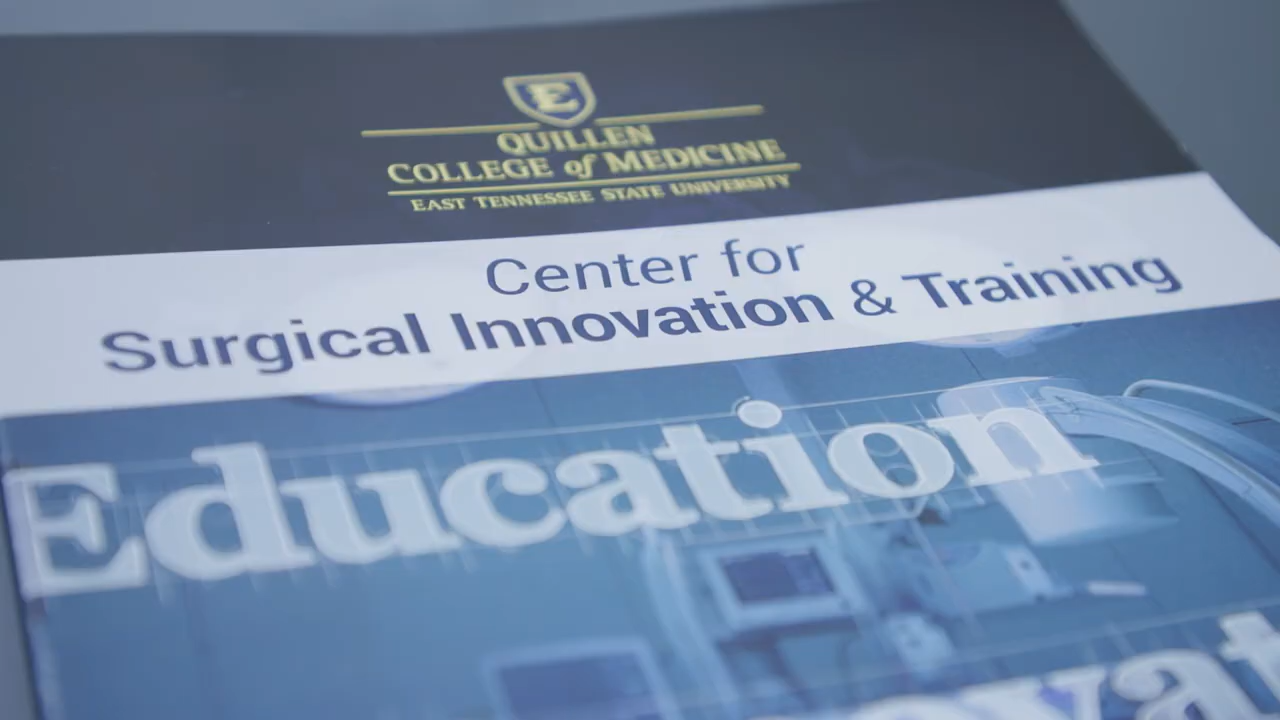 E
QUILLEN
COLLEGE of MEDICINE
EAST TENNESSEE STATE UNIVERSITY
Center for
Surgical Innovation & Training
Education